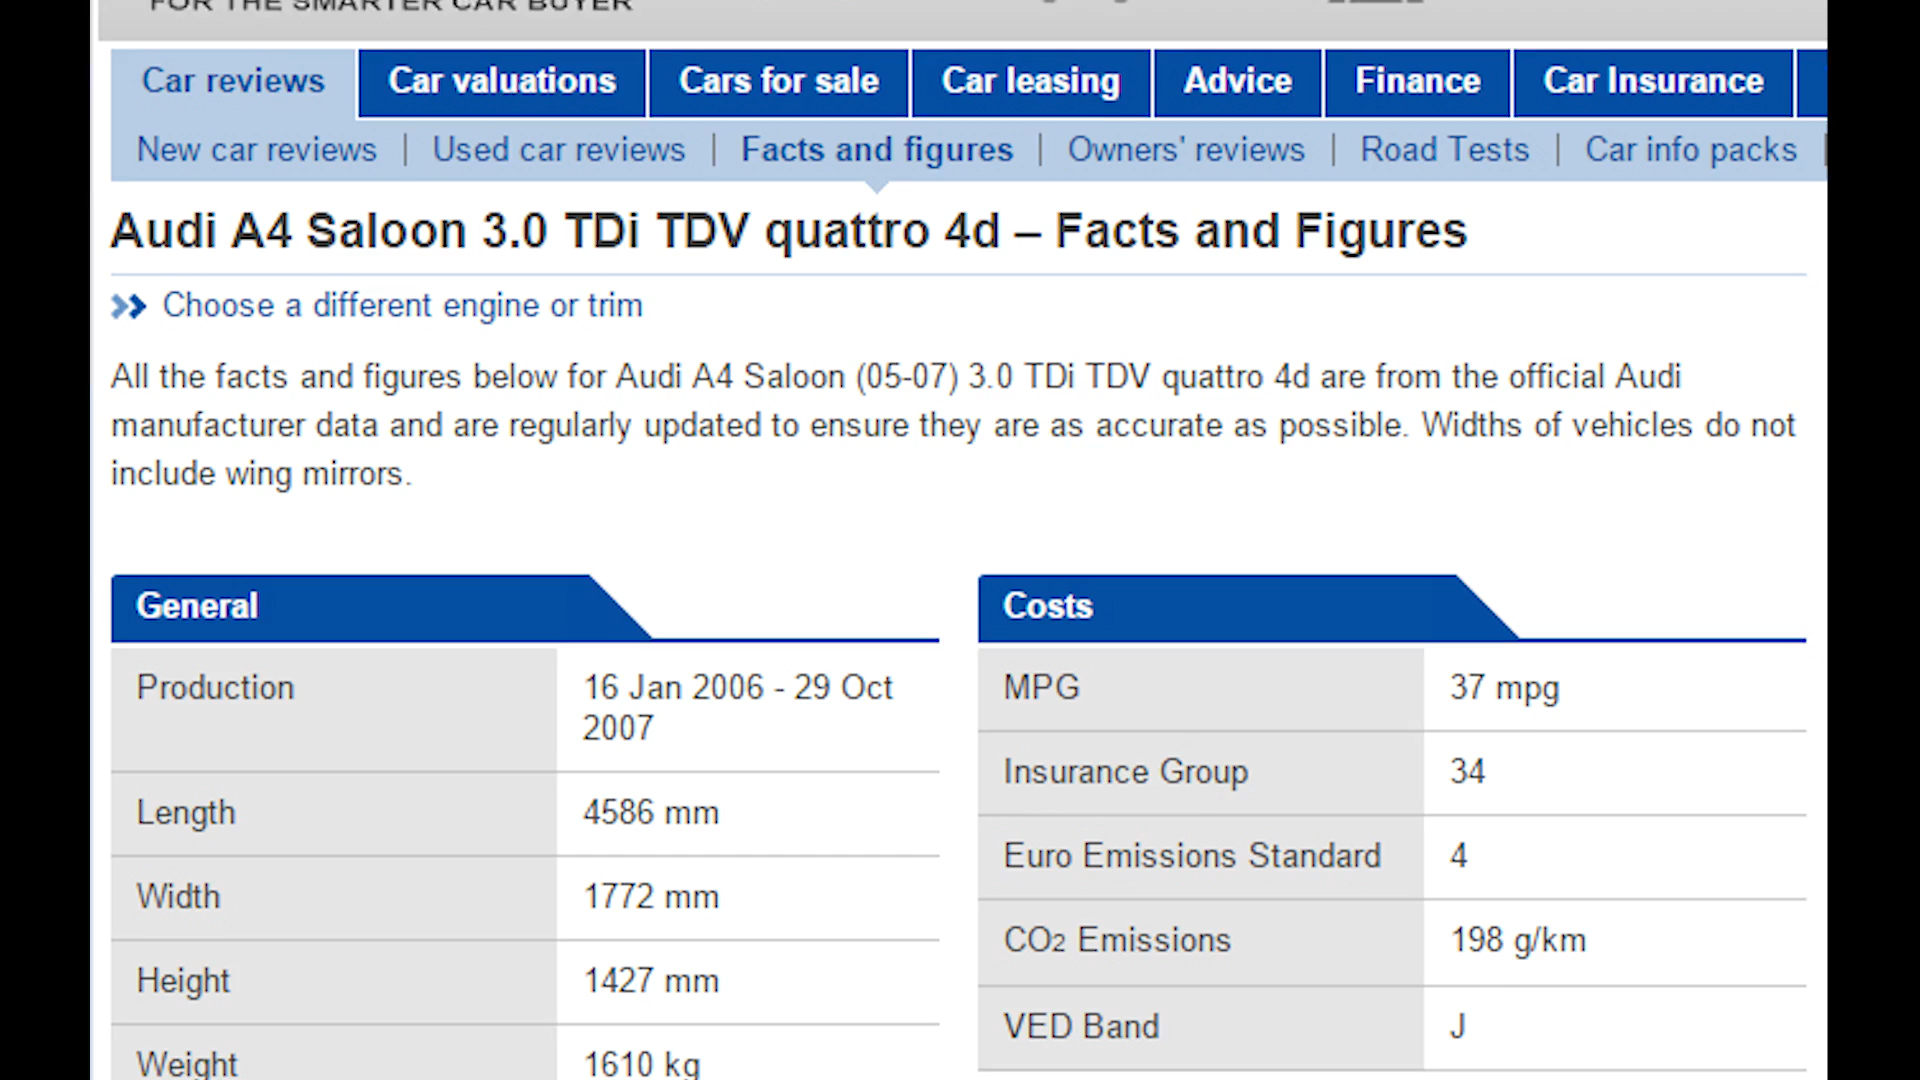 FOR THE SMARTER CAR BUYER
Car reviews Car valuations Cars for sale Car leasing Advice Finance Car Insurance
New car reviews | Used car reviews | Facts and figures | Owners' reviews | Road Tests | Car info packs |
Audi A4 Saloon 3.0 TDi TDV quattro 4d – Facts and Figures
Choose a different engine or trim
All the facts and figures below for Audi A4 Saloon (05-07) 3.0 TDi TDV quattro 4d are from the official Audi
manufacturer data and are regularly updated to ensure they are as accurate as possible. Widths of vehicles do not
include wing mirrors.
General
Production 16 Jan 2006 - 29 Oct
2007
Length 4586 mm
Width 1772 mm
Height 1427 mm
Weight 1610 kg
Costs
MPG 37 mpg
Insurance Group 34
Euro Emissions Standard 4
CO2 Emissions 198 g/km
VED Band J